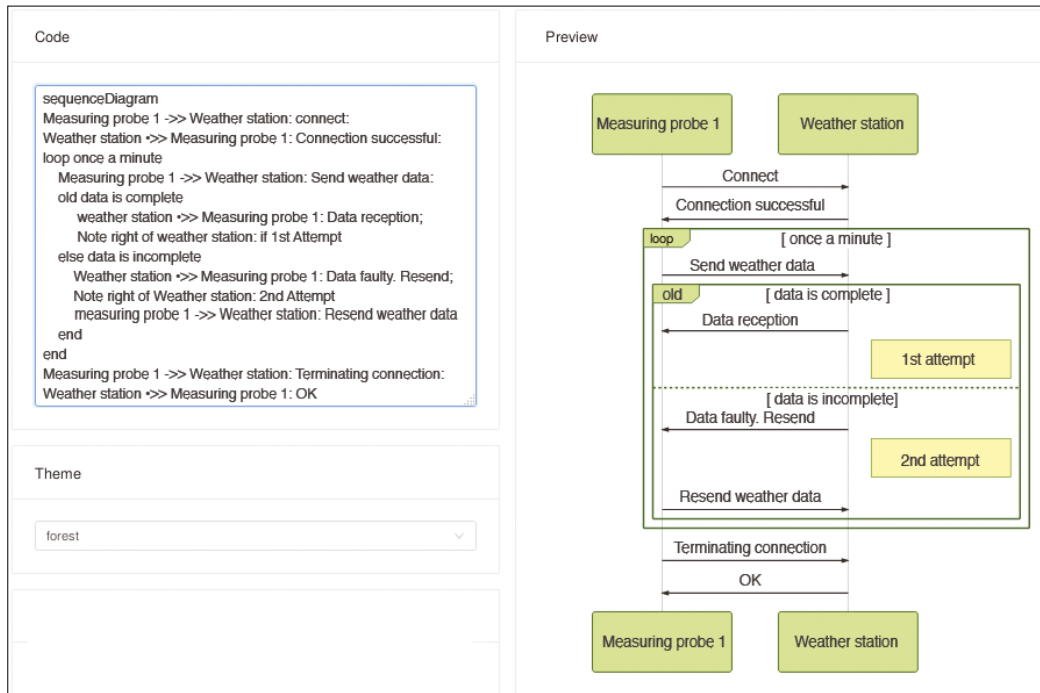 Code
sequenceDiagram
Measuring probe 1 ->> Weather station: connect:
Weather station •>> Measuring probe 1: Connection successful:
loop once a minute
Measuring probe 1 ->> Weather station: Send weather data:
old data is complete
weather station •>> Measuring probe 1: Data reception;
Note right of weather station: if 1st Attempt
else data is incomplete
Weather station •>> Measuring probe 1: Data faulty. Resend;
Note right of Weather station: 2nd Attempt
measuring probe 1 ->> Weather station: Resend weather data
end
end
Measuring probe 1 ->> Weather station: Terminating connection:
Weather station •>> Measuring probe 1: OK
Theme
forest
Preview
Measuring probe 1
Weather station
Connect
Connection successful
loop
[ once a minute ]
Send weather data
old
[ data is complete ]
Data reception
1st attempt
[ data is incomplete]
Data faulty. Resend
2nd attempt
Resend weather data
Terminating connection
OK
Measuring probe 1
Weather station